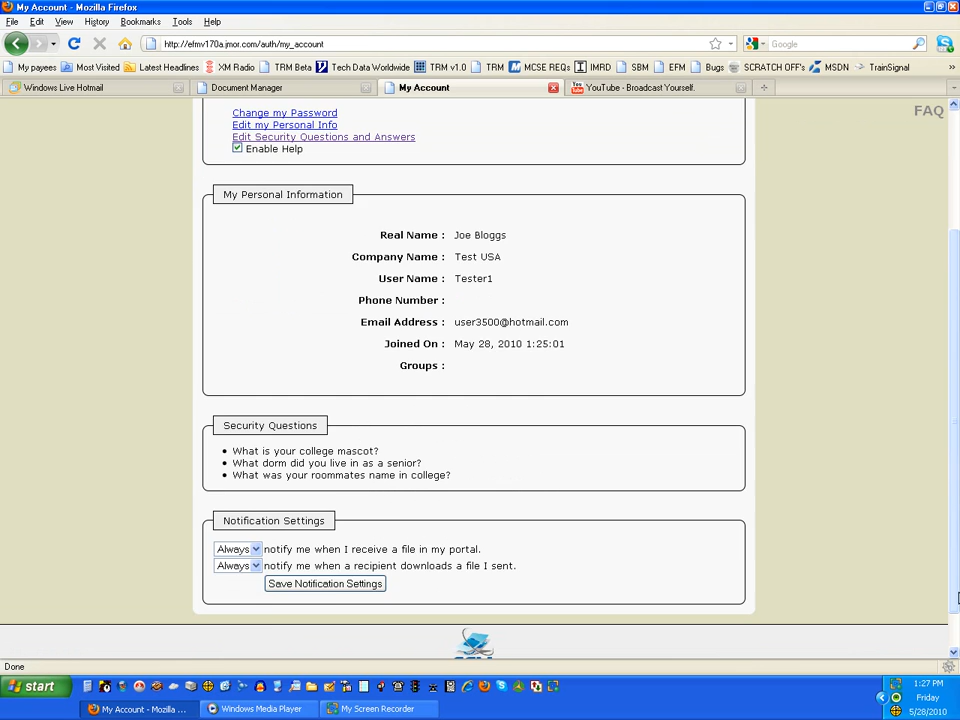 My Account - Mozilla Firefox
File Edit View History Bookmarks Tools Help
http://efmv170a.jmor.com/auth/my_account
Google
My payees Most Visited Latest Headlines XM Radio TRM Beta Tech Data Worldwide TRM v1.0 TRM MCSE REQs IMRD SBM EFM Bugs SCRATCH OFF's MSDN TrainSignal »
Windows Live Hotmail Document Manager My Account YouTube - Broadcast Yourself.
FAQ
Change my Password
Edit my Personal Info
Edit Security Questions and Answers
Enable Help
My Personal Information
Real Name : Joe Bloggs
Company Name : Test USA
User Name : Tester1
Phone Number :
Email Address : user3500@hotmail.com
Joined On : May 28, 2010 1:25:01
Groups :
Security Questions
What is your college mascot?
What dorm did you live in as a senior?
What was your roommates name in college?
Notification Settings
Always notify me when I receive a file in my portal.
Always notify me when a recipient downloads a file I sent.
Save Notification Settings
Done
start
1:27 PM
Friday
5/28/2010
My Account - Mozilla ... Windows Media Player My Screen Recorder